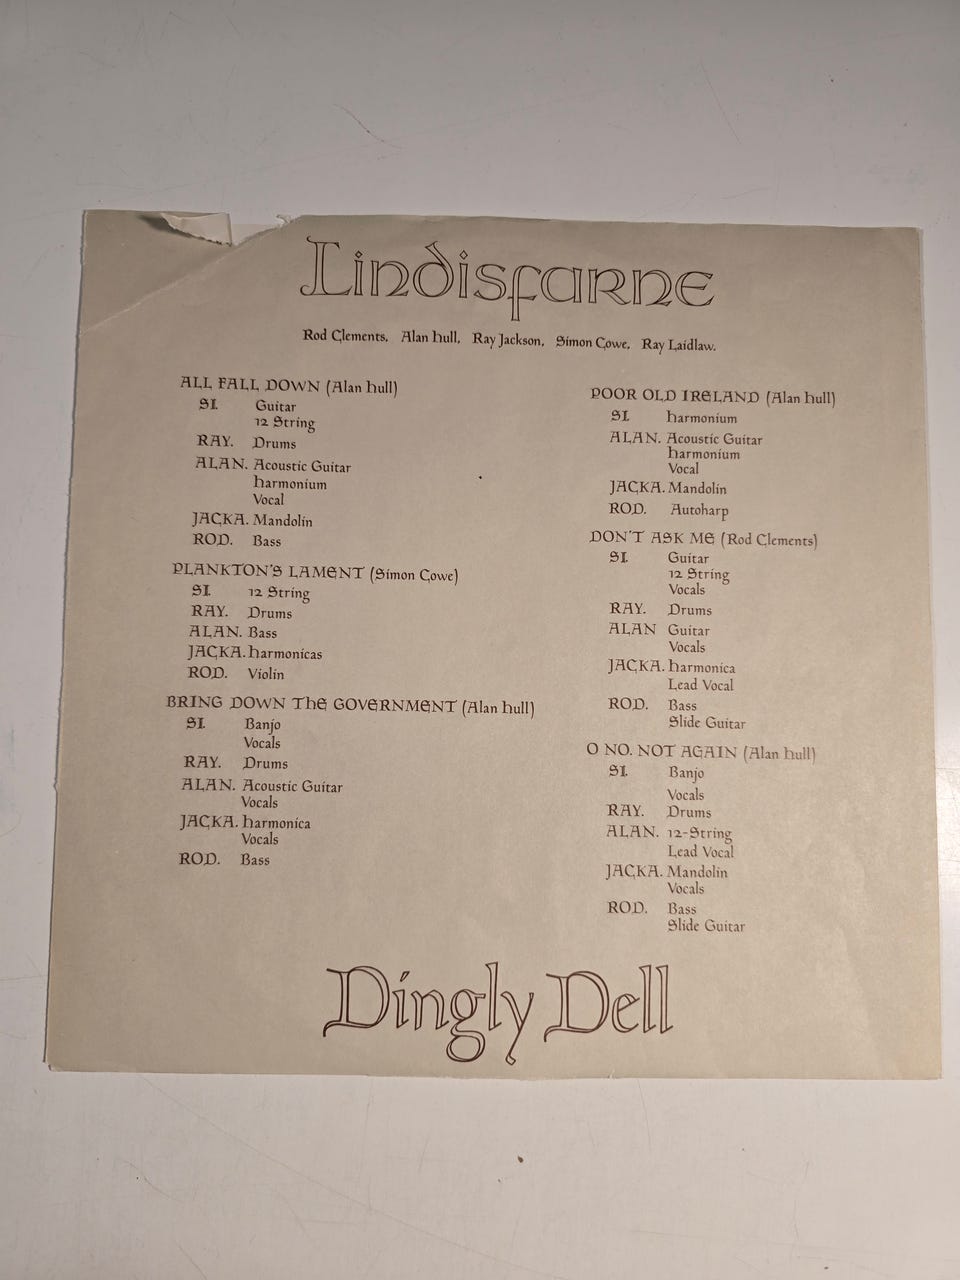 Lindisfarne
Rod Clements, Alan hull, Ray Jackson, Simon Cowe, Ray Laidlaw.
ALL FALL DOWN (Alan hull)
SI. Guitar
12 String
RAY. Drums
ALAN. Acoustic Guitar
harmonium
Vocal
JACKA. Mandolin
ROD. Bass
PLANKTON'S LAMENT (Simon Cowe)
SI. 12 String
RAY. Drums
ALAN. Bass
JACKA. harmonicas
ROD. Violin
BRING DOWN ThE GOVERNMENT (Alan hull)
SI. Banjo
Vocals
RAY. Drums
ALAN. Acoustic Guitar
Vocals
JACKA. harmonica
Vocals
ROD. Bass
POOR OLD IRELAND (Alan hull)
SI. harmonium
ALAN. Acoustic Guitar
harmonium
Vocal
JACKA. Mandolin
ROD. Autoharp
DON'T ASK ME (Rod Clements)
SI. Guitar
12 String
Vocals
RAY. Drums
ALAN Guitar
Vocals
JACKA. harmonica
Lead Vocal
ROD. Bass
Slide Guitar
O NO. NOT AGAIN (Alan hull)
SI. Banjo
Vocals
RAY. Drums
ALAN. 12-String
Lead Vocal
JACKA. Mandolin
Vocals
ROD. Bass
Slide Guitar
Dingly Dell